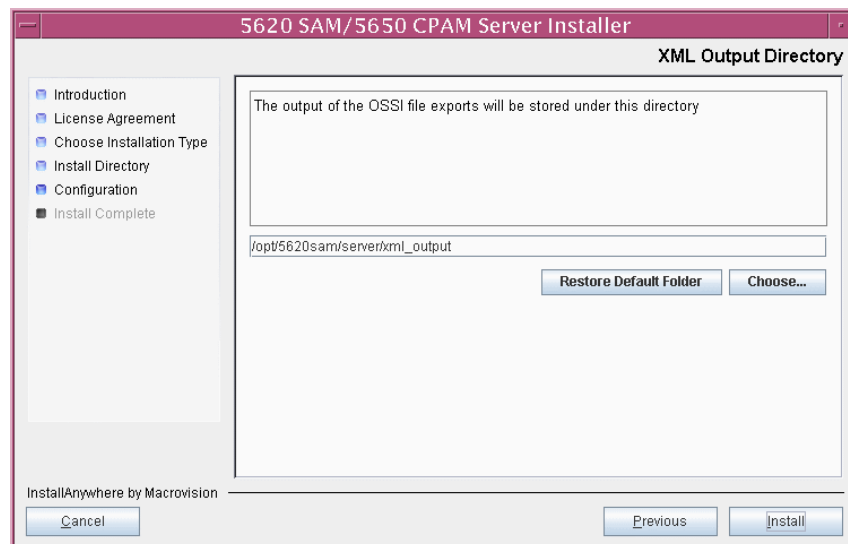 5620 SAM/5650 CPAM Server Installer
XML Output Directory
Introduction
License Agreement
Choose Installation Type
Install Directory
Configuration
Install Complete
The output of the OSSI file exports will be stored under this directory
/opt/5620sam/server/xml_output
Restore Default Folder
Choose...
InstallAnywhere by Macrovision
Cancel
Previous
Install